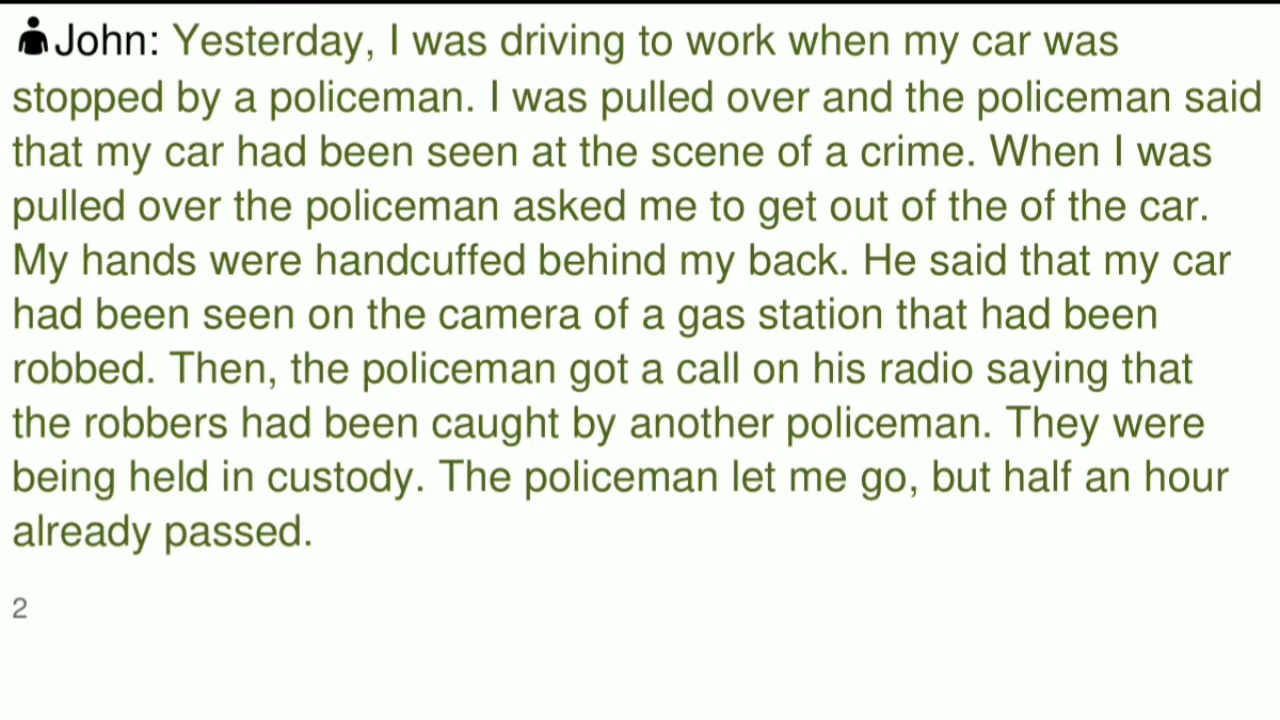 John: Yesterday, I was driving to work when my car was
stopped by a policeman. I was pulled over and the policeman said
that my car had been seen at the scene of a crime. When I was
pulled over the policeman asked me to get out of the of the car.
My hands were handcuffed behind my back. He said that my car
had been seen on the camera of a gas station that had been
robbed. Then, the policeman got a call on his radio saying that
the robbers had been caught by another policeman. They were
being held in custody. The policeman let me go, but half an hour
already passed.
2